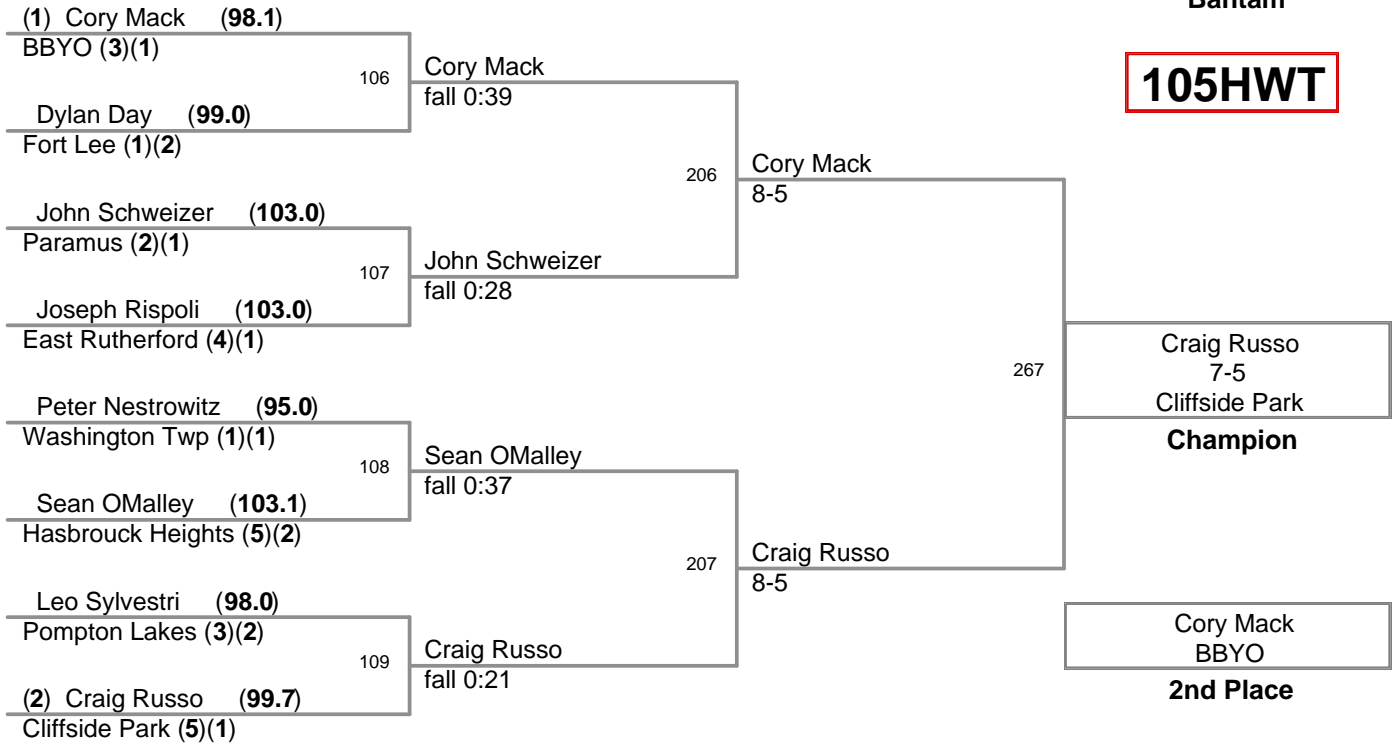 Bantam
105HWT
(1) Cory Mack (98.1)
BBYO (3)(1)
106
Dylan Day (99.0)
Fort Lee (1)(2)
Cory Mack
fall 0:39
John Schweizer (103.0)
Paramus (2)(1)
107
Joseph Rispoli (103.0)
East Rutherford (4)(1)
John Schweizer
fall 0:28
206
Cory Mack
8-5
Peter Nestrowitz (95.0)
Washington Twp (1)(1)
108
Sean OMalley (103.1)
Hasbrouck Heights (5)(2)
Sean OMalley
fall 0:37
Leo Sylvestri (98.0)
Pompton Lakes (3)(2)
109
(2) Craig Russo (99.7)
Cliffside Park (5)(1)
Craig Russo
fall 0:21
207
Craig Russo
8-5
267
Craig Russo
7-5
Cliffside Park
Champion
Cory Mack
BBYO
2nd Place